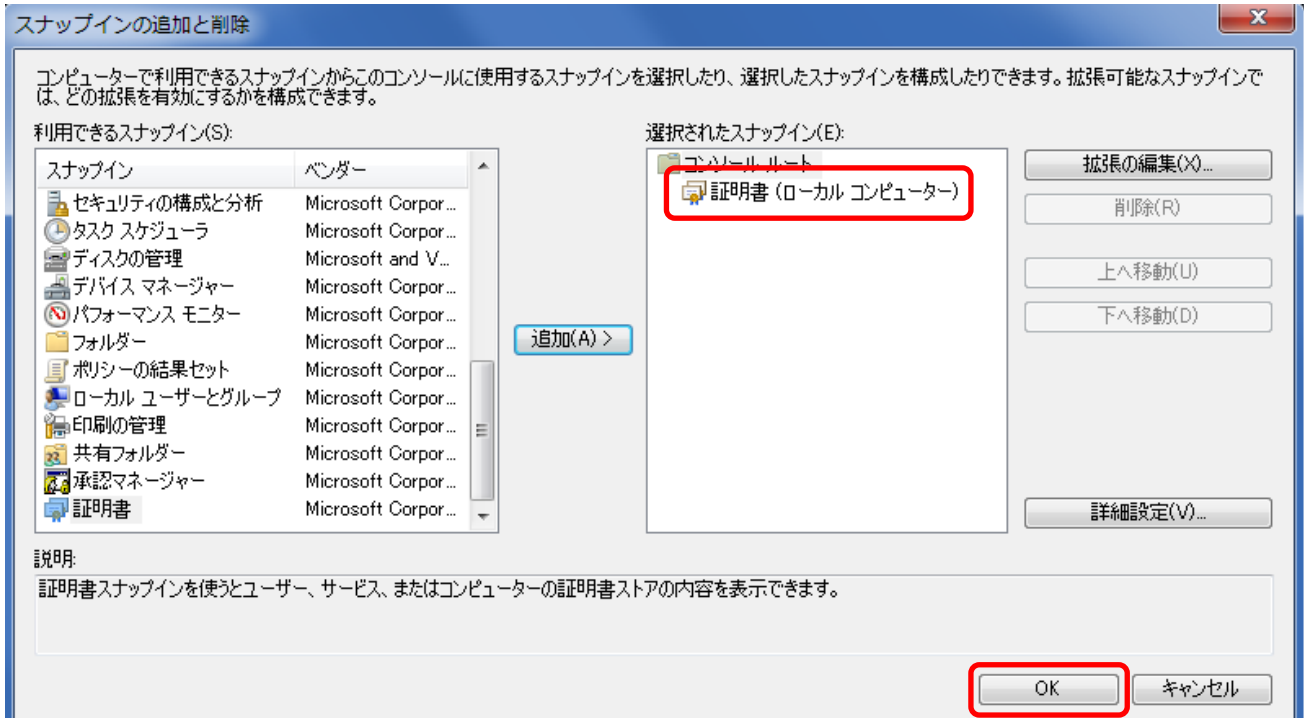 スナップインの追加と削除
コンピューターで利用できるスナップインからこのコンソールに使用するスナップインを選択したり、選択したスナップインを構成したりできます。拡張可能なスナップインで
は、どの拡張を有効にするかを構成できます。
利用できるスナップイン(S):
スナップイン ベンダー
セキュリティの構成と分析 Microsoft Corpor...
タスク スケジューラ Microsoft Corpor...
ディスクの管理 Microsoft and V...
デバイス マネージャー Microsoft Corpor...
パフォーマンス モニター Microsoft Corpor...
フォルダー Microsoft Corpor...
ポリシーの結果セット Microsoft Corpor...
ローカル ユーザーとグループ Microsoft Corpor...
印刷の管理 Microsoft Corpor...
共有フォルダー Microsoft Corpor...
承認マネージャー Microsoft Corpor...
証明書 Microsoft Corpor...
追加(A) >
選択されたスナップイン(E):
コンソール ルート
証明書 (ローカル コンピューター)
拡張の編集(X)...
削除(R)
上へ移動(U)
下へ移動(D)
詳細設定(V)...
説明:
証明書スナップインを使うとユーザー、サービス、またはコンピューターの証明書ストアの内容を表示できます。
OK
キャンセル